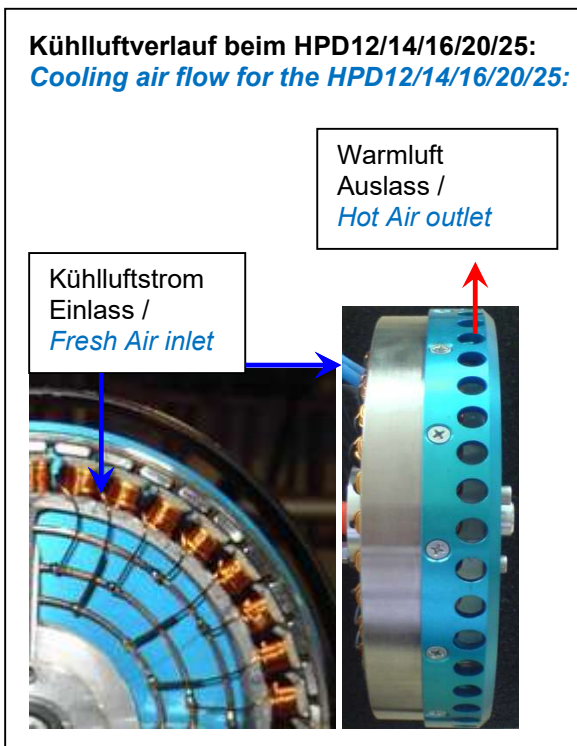 Kühlluftverlauf beim HPD12/14/16/20/25:
Cooling air flow for the HPD12/14/16/20/25:
Warmluft
Auslass /
Hot Air outlet
Kühlluftstrom
Einlass /
Fresh Air inlet